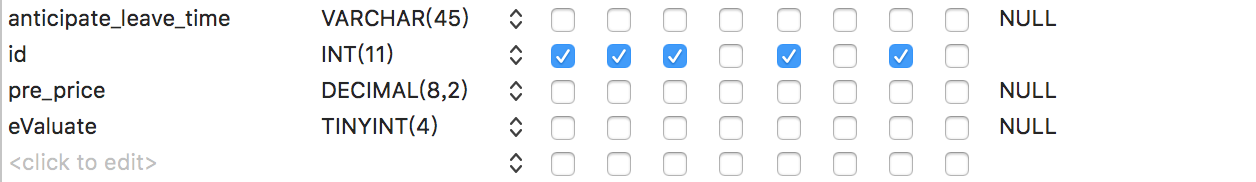 anticipate_leave_time VARCHAR(45) NULL
id INT(11)
pre_price DECIMAL(8,2) NULL
eValuate TINYINT(4) NULL
<click to edit>